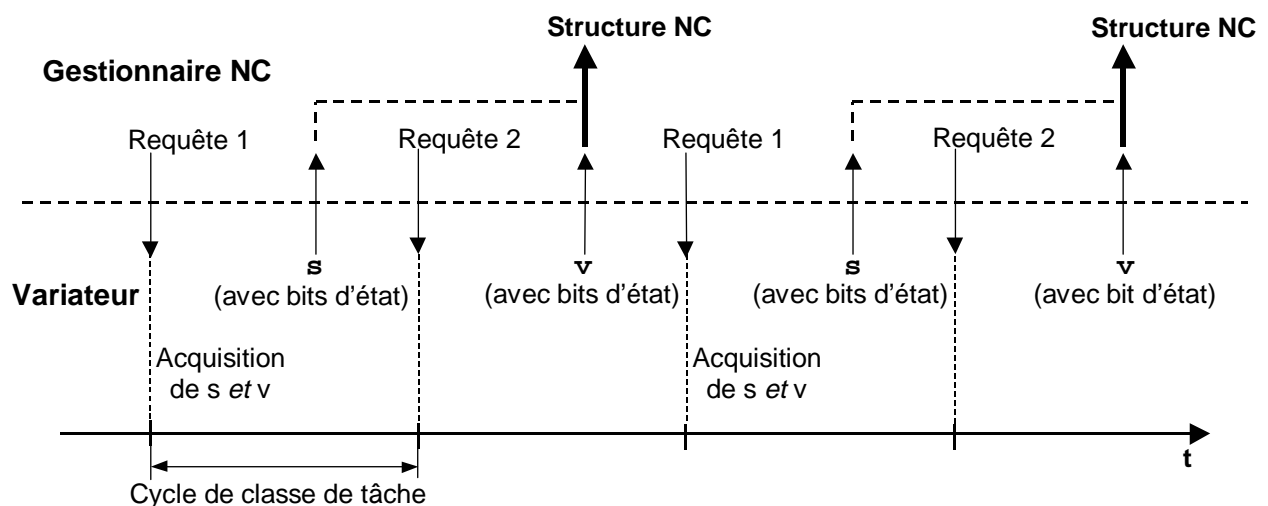 Structure NC
Structure NC
Gestionnaire NC
Requête 1
Requête 2
Requête 1
Requête 2
Variateur
s
(avec bits d’état)
v
(avec bits d’état)
s
(avec bits d’état)
v
(avec bit d’état)
Acquisition
de s et v
Acquisition
de s et v
t
Cycle de classe de tâche